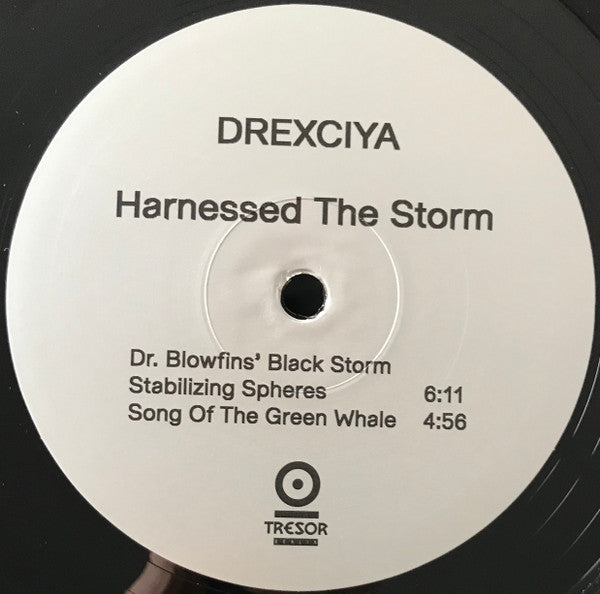 DREXCIYA
Harnessed The Storm
Dr. Blowfins' Black Storm
Stabilizing Spheres 6:11
Song Of The Green Whale 4:56
TRESOR
BERLIN